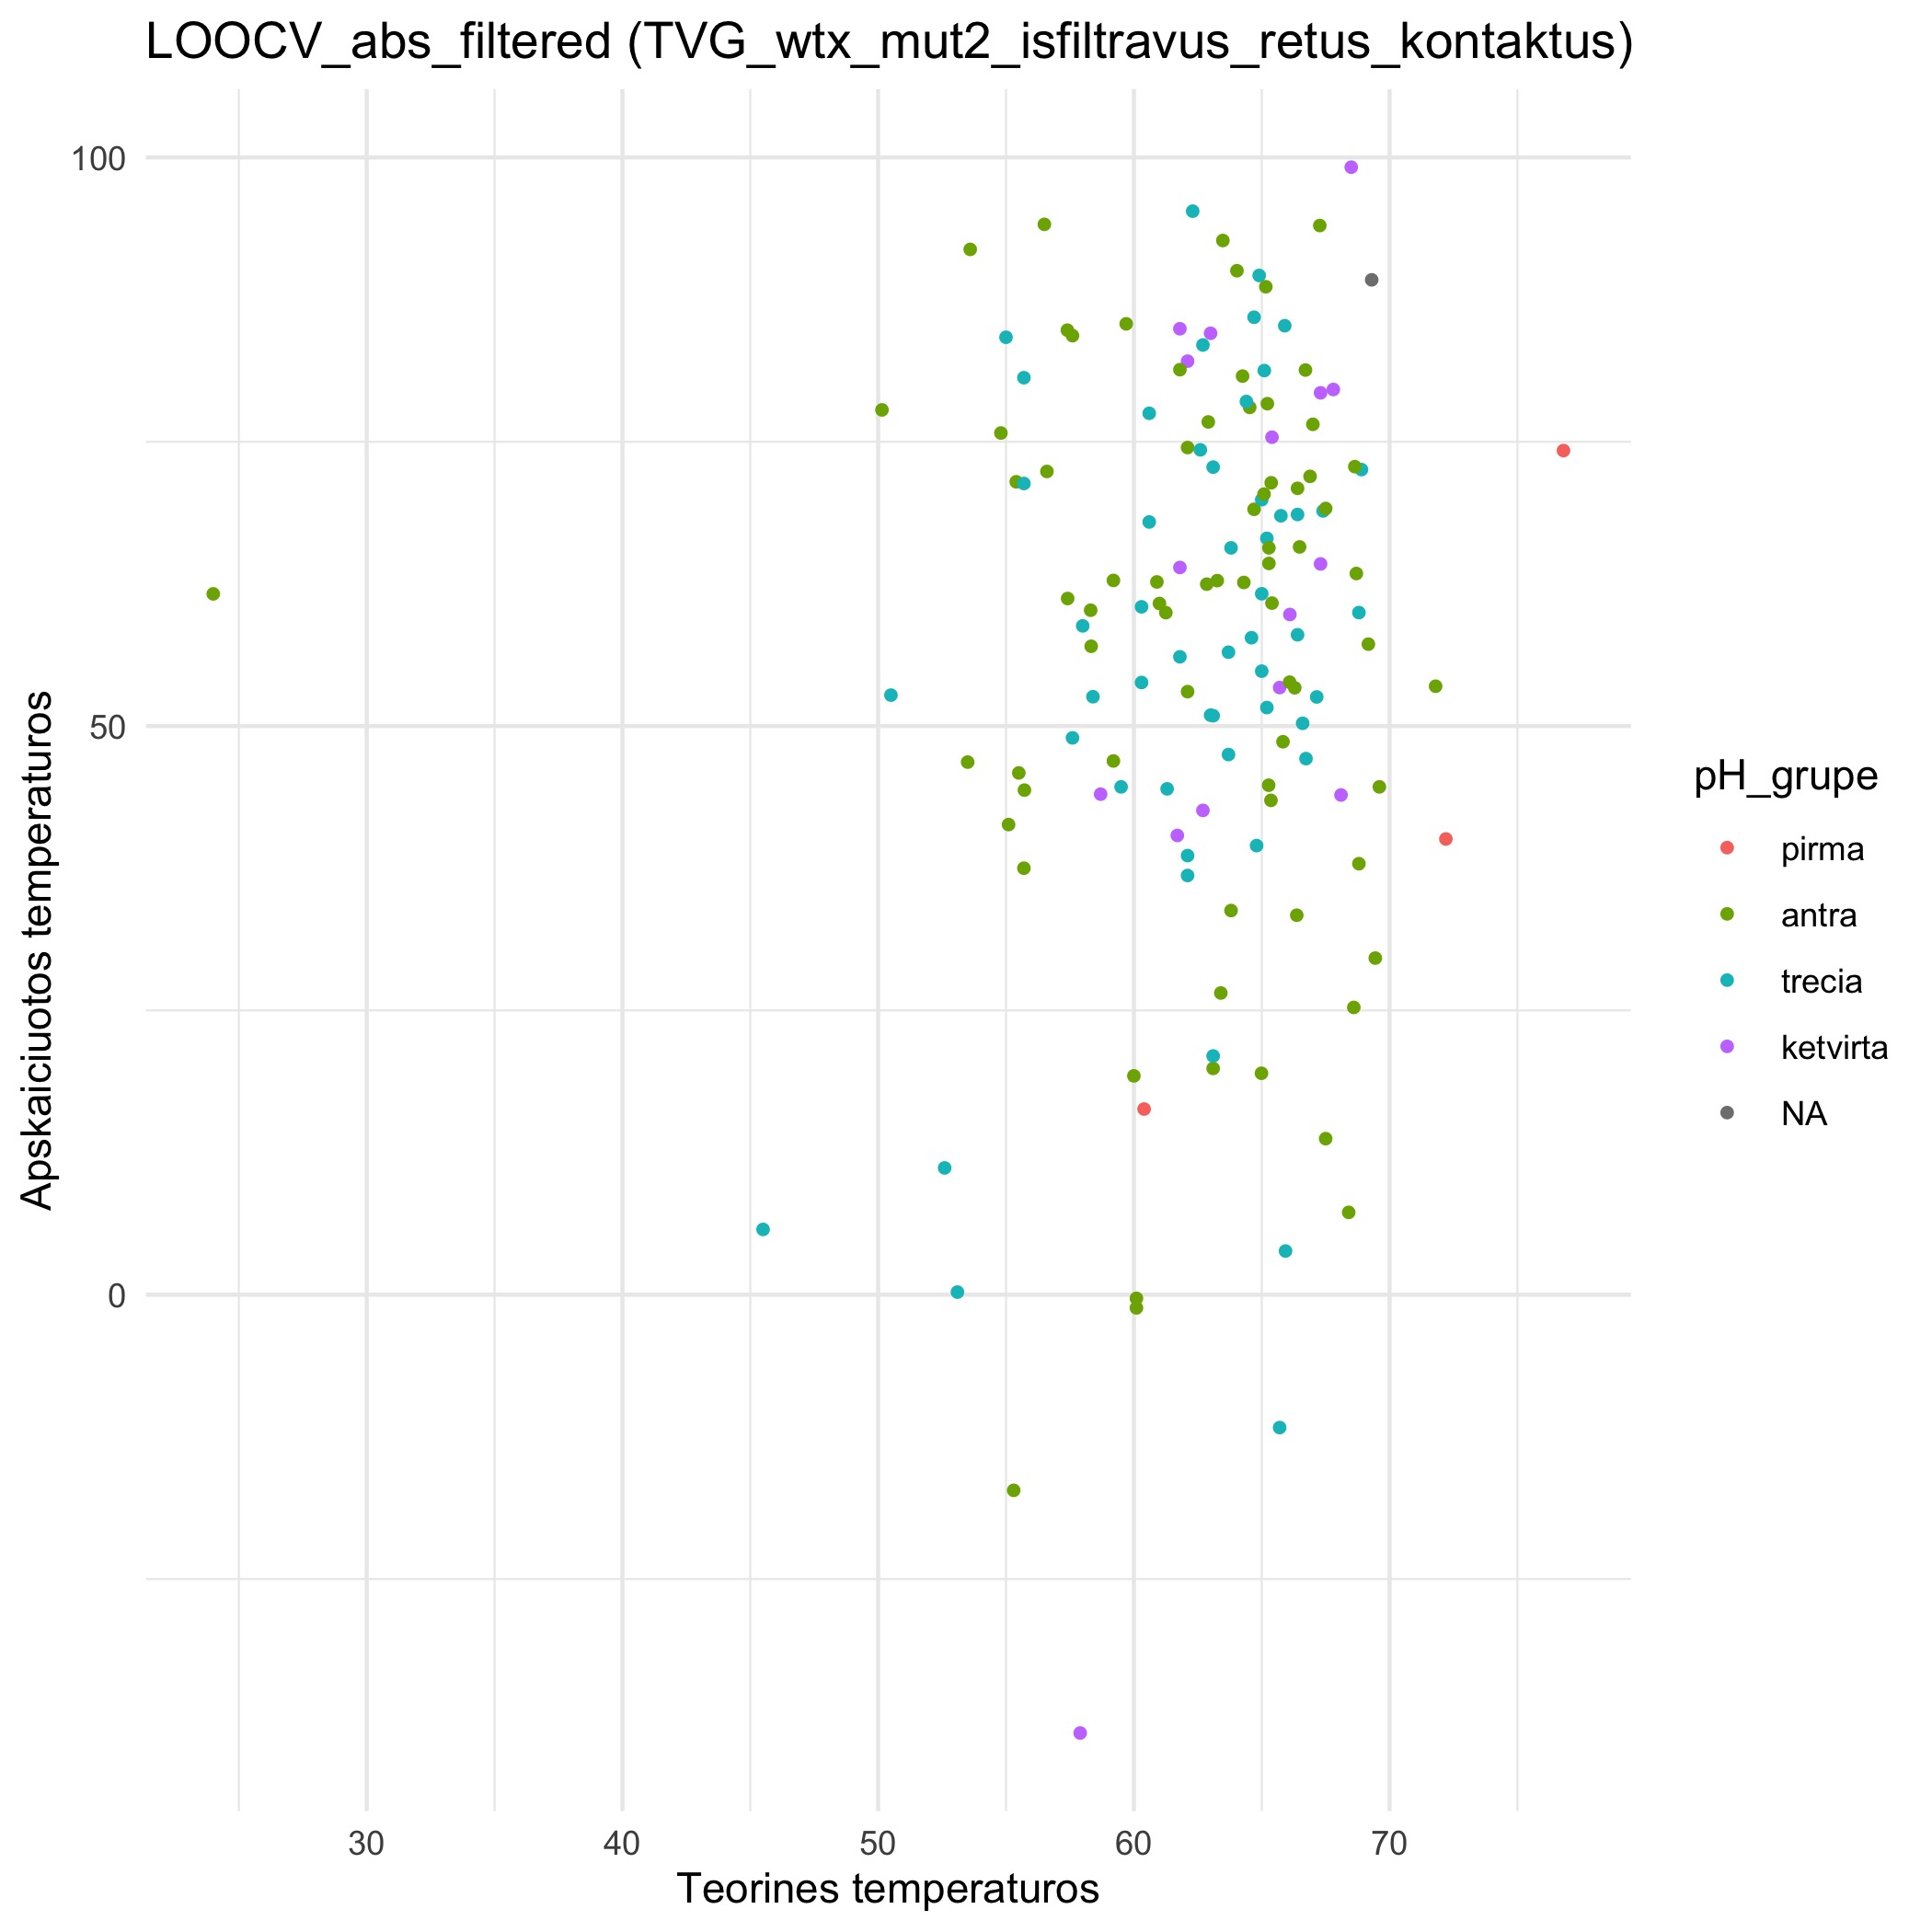 LOOCV_abs_filtered (TVG_wtx_mut2_isfiltravus_retus_kontaktus)
100
50
0
Apskaiciuotos temperaturos
30 40 50 60 70
Teorines temperaturos
pH_grupe
pirma
antra
trecia
ketvirta
NA